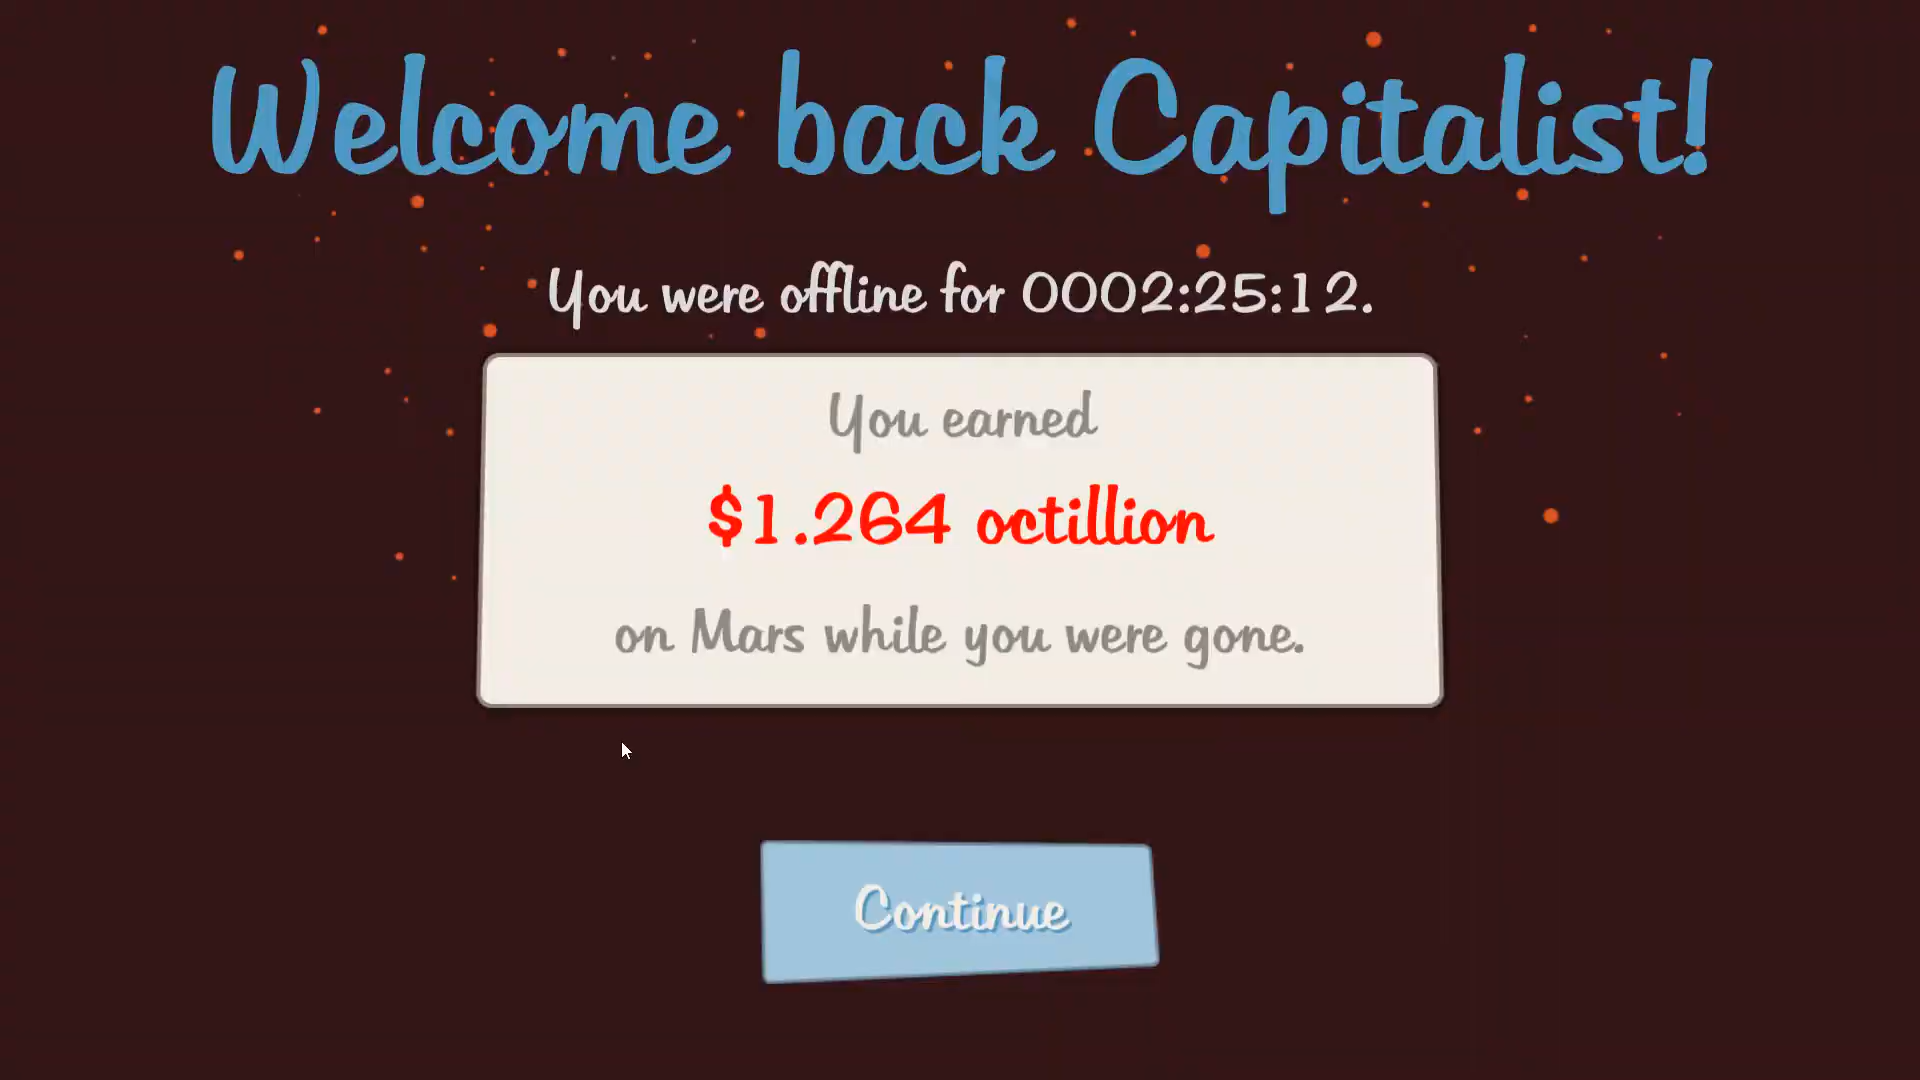 Welcome back Capitalist!
You were offline for 0002:25:12.
You earned
$1.264 octillion
on Mars while you were gone.
Continue